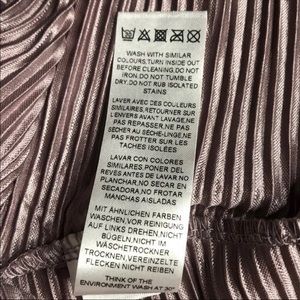 WASH WITH SIMILAR
COLOURS,TURN INSIDE OUT
BEFORE CLEANING.DO NOT
IRON.DO NOT TUMBLE
DRY.DO NOT RUB ISOLATED
STAINS
LAVER AVEC DES COULEURS
SIMILAIRES,RETOURNER SUR
L'ENVERS AVANT LAVAGE,NE
PAS REPASSER,NE PAS
SÈCHER AU SÈCHE-LINGE,NE
PAS FROTTER SUR LES
TACHES ISOLÈES
LAVAR CON COLORES
SIMILARES PONER DEL
REVES ANTES DE LAVAR NO
PLANCHAR,NO SECAR EN
SECADORA,NO FROTAR
MANCHAS AISLADAS
MIT ÄHNLICHEN FARBEN
WASCHEN,VOR REINIGUNG
AUF LINKS DREHEN.NICHT
BÜGELN.NICHT IM
WÄSCHETROCKNER
TROCKNEN,VEREINZELTE
FLECKEN NICHT REIBEN
THINK OF THE
ENVIRONMENT WASH AT 30°